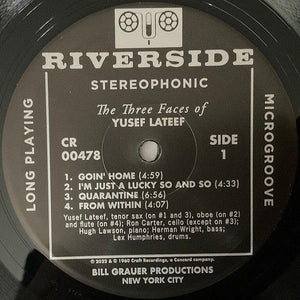 RIVERSIDE
STEREOPHONIC
LONG PLAYING
MICROGROOVE
The Three Faces of
YUSEF LATEEF
CR
00478
SIDE
1
1. GOIN' HOME (4:59)
2. I'M JUST A LUCKY SO AND SO (4:33)
3. QUARANTINE (6:56)
4. FROM WITHIN (4:07)
Yusef Lateef, tenor sax (on #1 and 3), oboe (on #2)
and flute (on #4); Ron Carter, cello (except on #3);
Hugh Lawson, piano; Herman Wright, bass;
Lex Humphries, drums.
© 2022 & ℗ 1960 Craft Recordings, a Concord company.
BILL GRAUER PRODUCTIONS
NEW YORK CITY